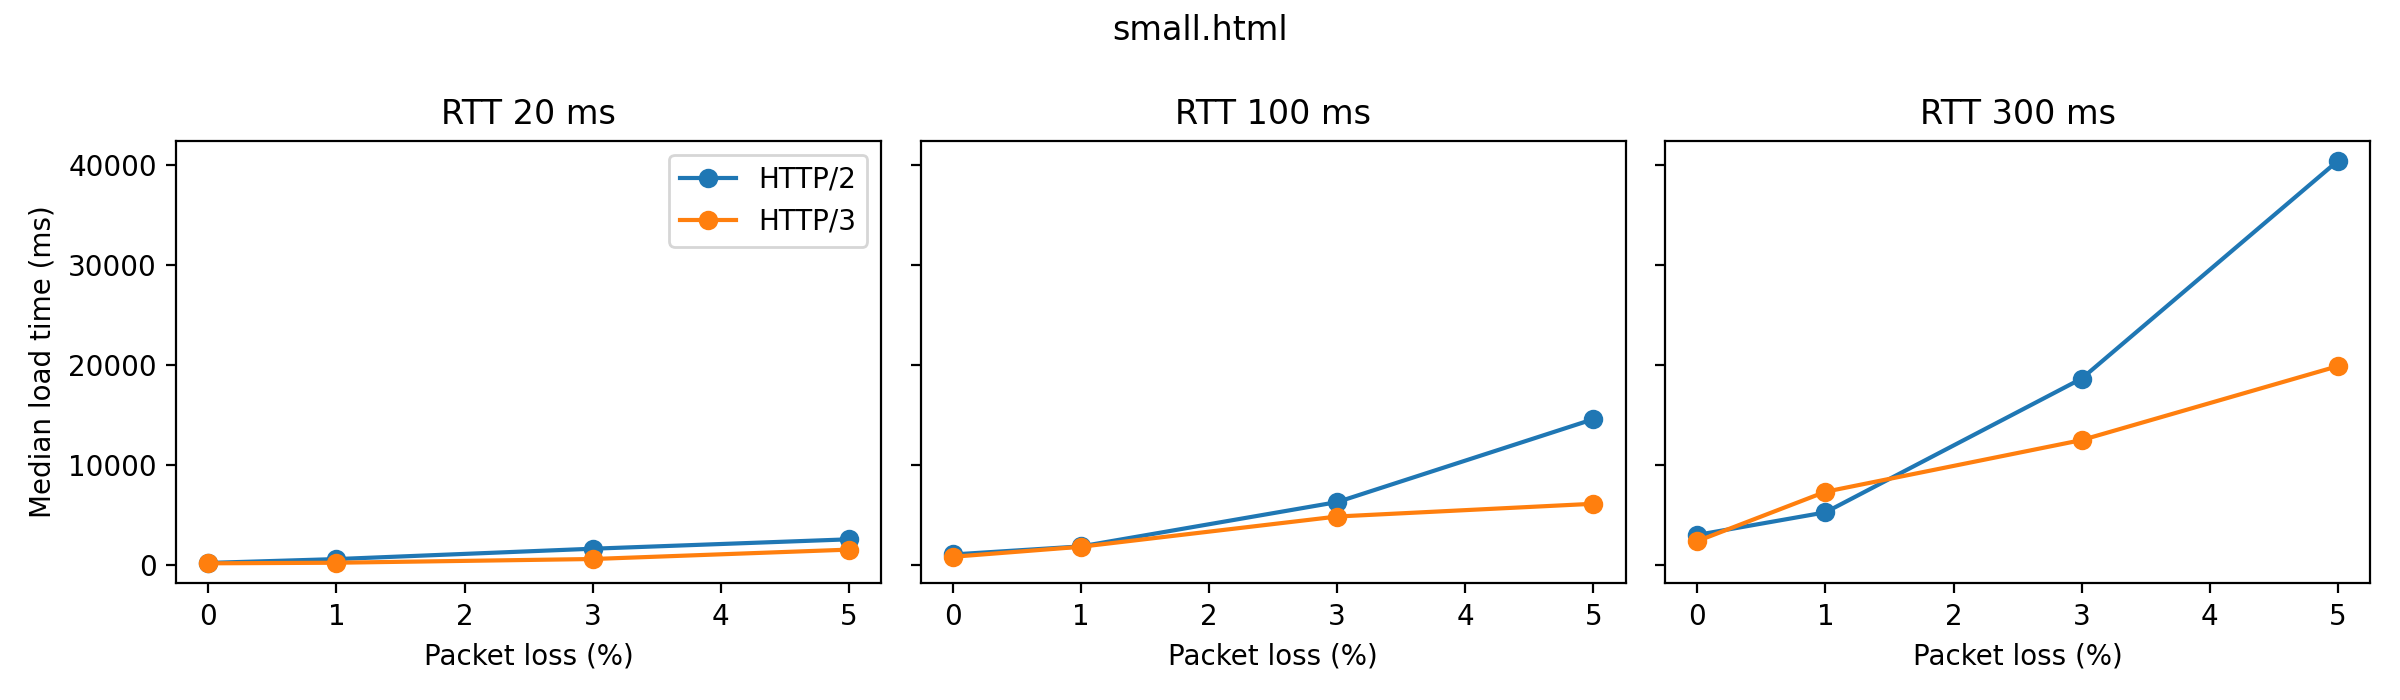 small.html
RTT 20 ms
RTT 100 ms
RTT 300 ms
Median load time (ms)
40000
30000
20000
10000
0
HTTP/2
HTTP/3
0 1 2 3 4 5
0 1 2 3 4 5
0 1 2 3 4 5
Packet loss (%)
Packet loss (%)
Packet loss (%)